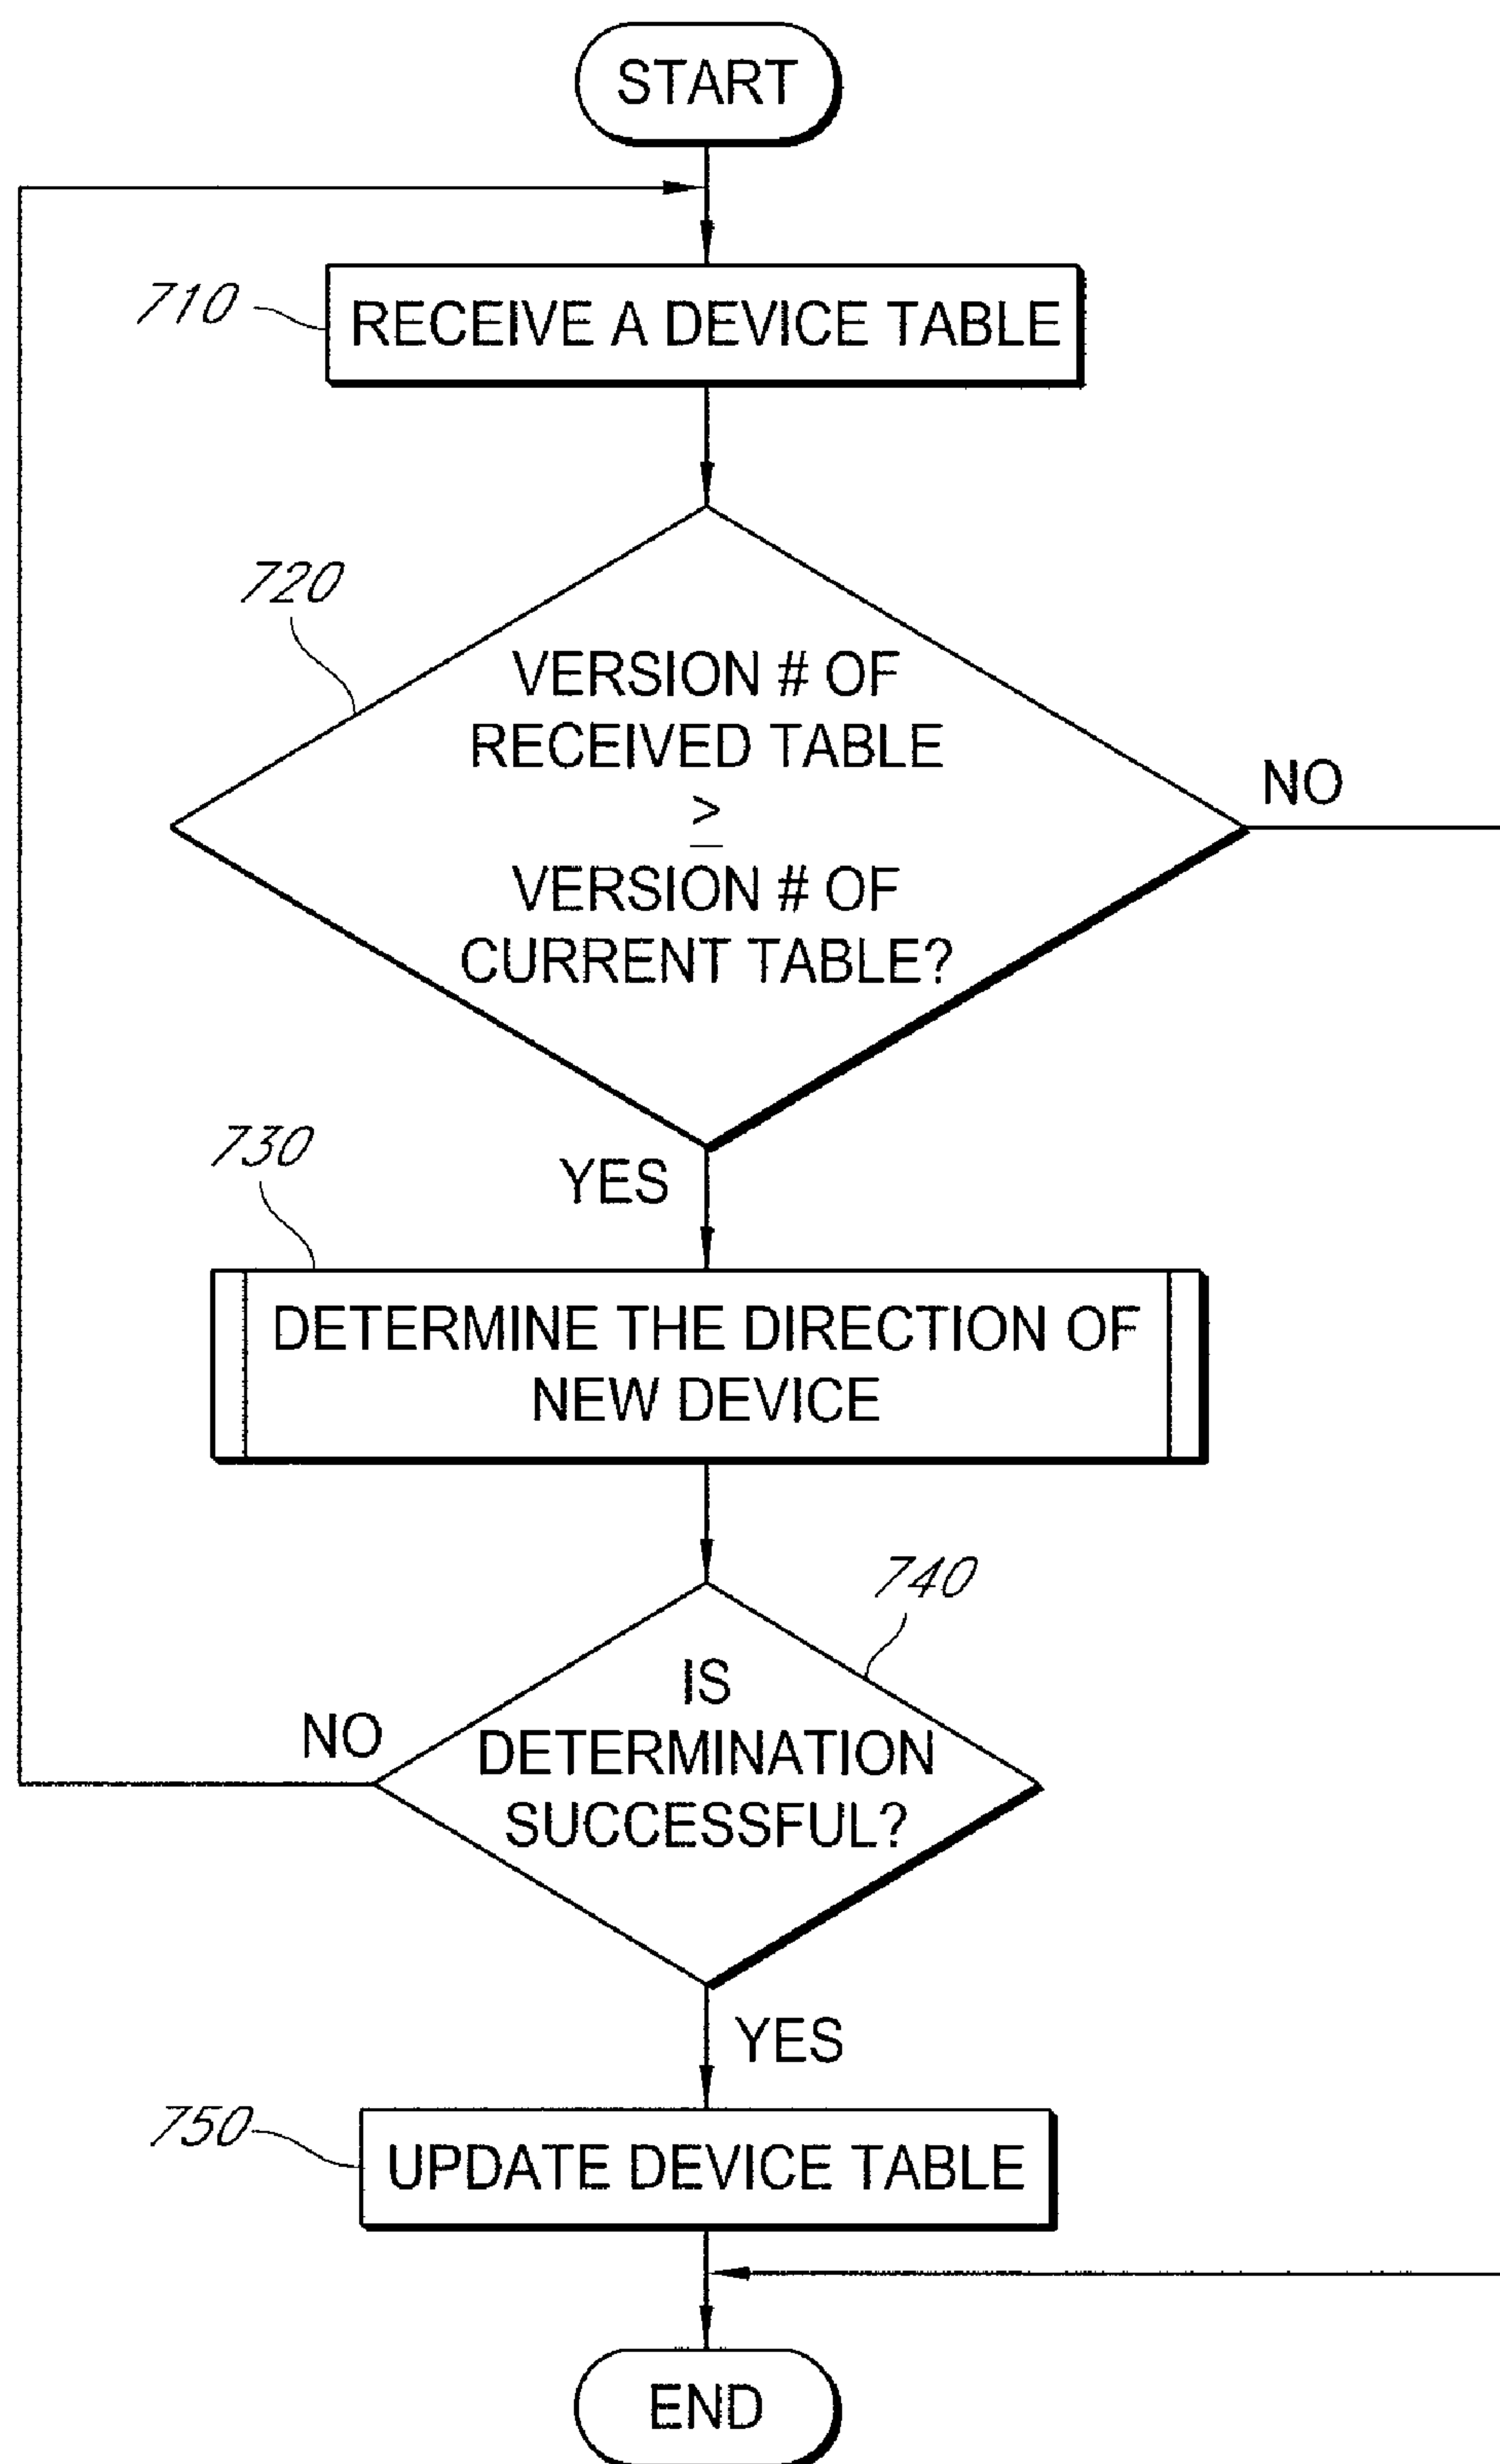 START
710
RECEIVE A DEVICE TABLE
720
VERSION # OF
RECEIVED TABLE
≥
VERSION # OF
CURRENT TABLE?
NO
YES
730
DETERMINE THE DIRECTION OF
NEW DEVICE
740
IS
DETERMINATION
SUCCESSFUL?
NO
YES
750
UPDATE DEVICE TABLE
END